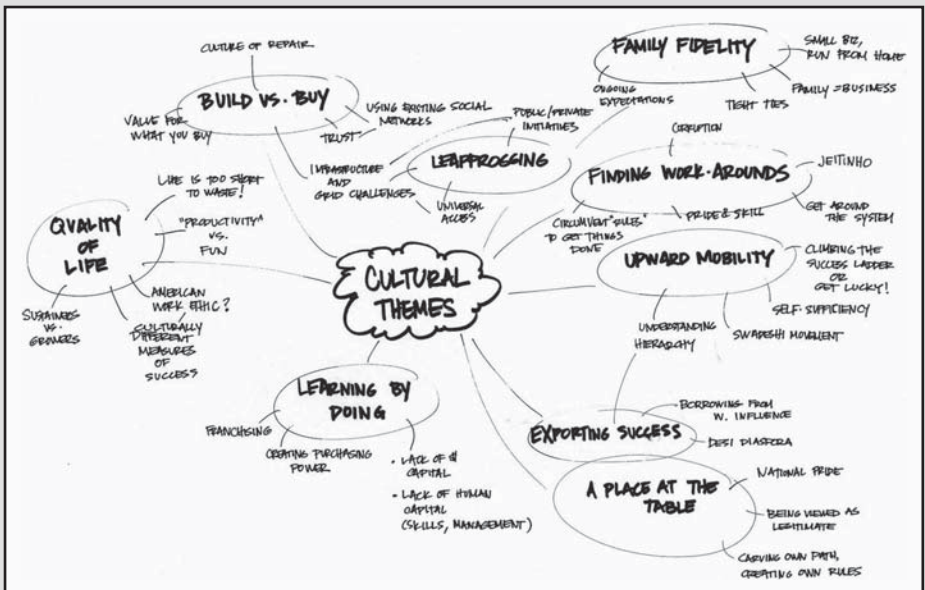 CULTURE OF REPAIR
BUILD VS. BUY
VALUE FOR
WHAT YOU BUY
TRUST
USING EXISTING SOCIAL
NETWORKS
INFRASTRUCTURE
AND
GRID CHALLENGES
PUBLIC/PRIVATE
INITIATIVES
LEAPFROGGING
UNIVERSAL
ACCESS
FAMILY FIDELITY
ONGOING
EXPECTATIONS
SMALL BIZ,
RUN FROM HOME
FAMILY = BUSINESS
TIGHT TIES
CORRUPTION
FINDING WORK-AROUNDS
JEITINHO
GET AROUND
THE SYSTEM
PRIDE & SKILL
CIRCUMVENT "RULES"
TO GET THINGS
DONE
LIFE IS TOO SHORT
TO WASTE!
QUALITY
OF
LIFE
"PRODUCTIVITY"
VS.
FUN
AMERICAN
WORK ETHIC?
CULTURALLY
DIFFERENT
MEASURES
OF
SUCCESS
SUSTAINERS
VS.
GROWERS
CULTURAL
THEMES
UPWARD MOBILITY
CLIMBING THE
SUCCESS LADDER
OR
GET LUCKY!
SELF-SUFFICIENCY
SWADESHI MOVEMENT
UNDERSTANDING
HIERARCHY
LEARNING BY
DOING
FRANCHISING
CREATING PURCHASING
POWER
• LACK OF $
CAPITAL
• LACK OF HUMAN
CAPITAL
(SKILLS, MANAGEMENT)
EXPORTING SUCCESS
BORROWING FROM
W. INFLUENCE
DESI DIASPORA
A PLACE AT THE
TABLE
NATIONAL PRIDE
BEING VIEWED AS
LEGITIMATE
CARVING OWN PATH,
CREATING OWN RULES